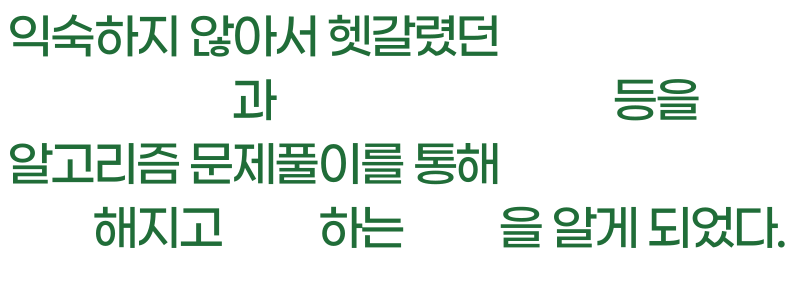 익숙하지 않아서 헷갈렸던
과 등을
알고리즘 문제풀이를 통해
해지고 하는 을 알게 되었다.